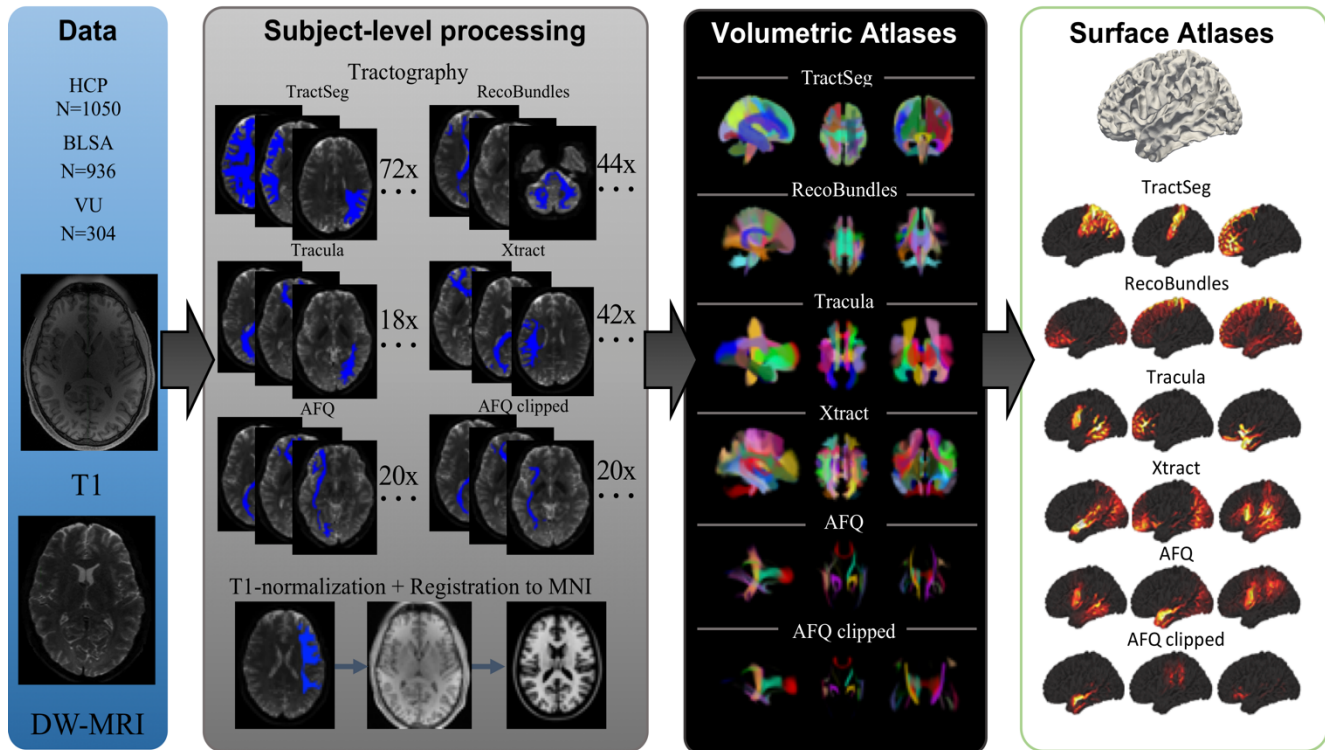 Data
HCP
N=1050
BLSA
N=936
VU
N=304
T1
DW-MRI
Subject-level processing
Tractography
TractSeg
72x
...
RecoBundles
44x
...
Tracula
18x
...
Xtract
42x
...
AFQ
20x
...
AFQ clipped
20x
...
T1-normalization + Registration to MNI
Volumetric Atlases
TractSeg
RecoBundles
Tracula
Xtract
AFQ
AFQ clipped
Surface Atlases
TractSeg
RecoBundles
Tracula
Xtract
AFQ
AFQ clipped